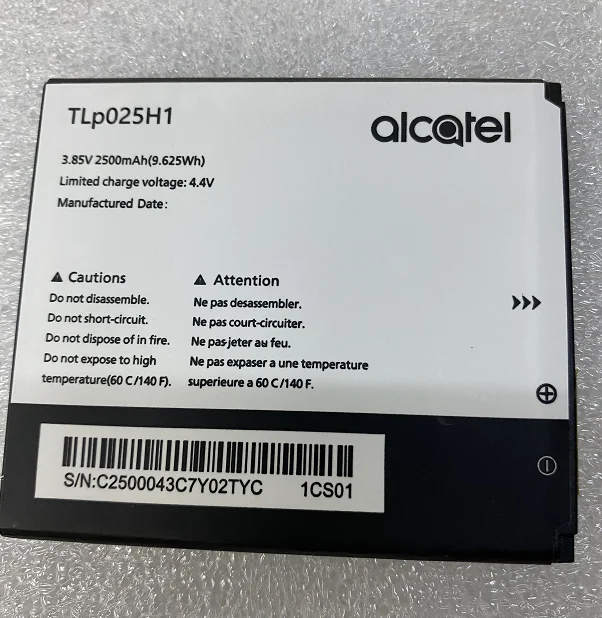 TLp025H1
alcatel
3.85V 2500mAh(9.625Wh)
Limited charge voltage: 4.4V
Manufactured Date:
Cautions
Do not disassemble.
Do not short-circuit.
Do not dispose of in fire.
Do not expose to high
temperature(60 C/140 F).
Attention
Ne pas desassembler.
Ne pas court-circuiter.
Ne pas jeter au feu.
Ne pas expaser a une temperature
superieure a 60 C/140 F.
S/N:C2500043C7Y02TYC 1CS01